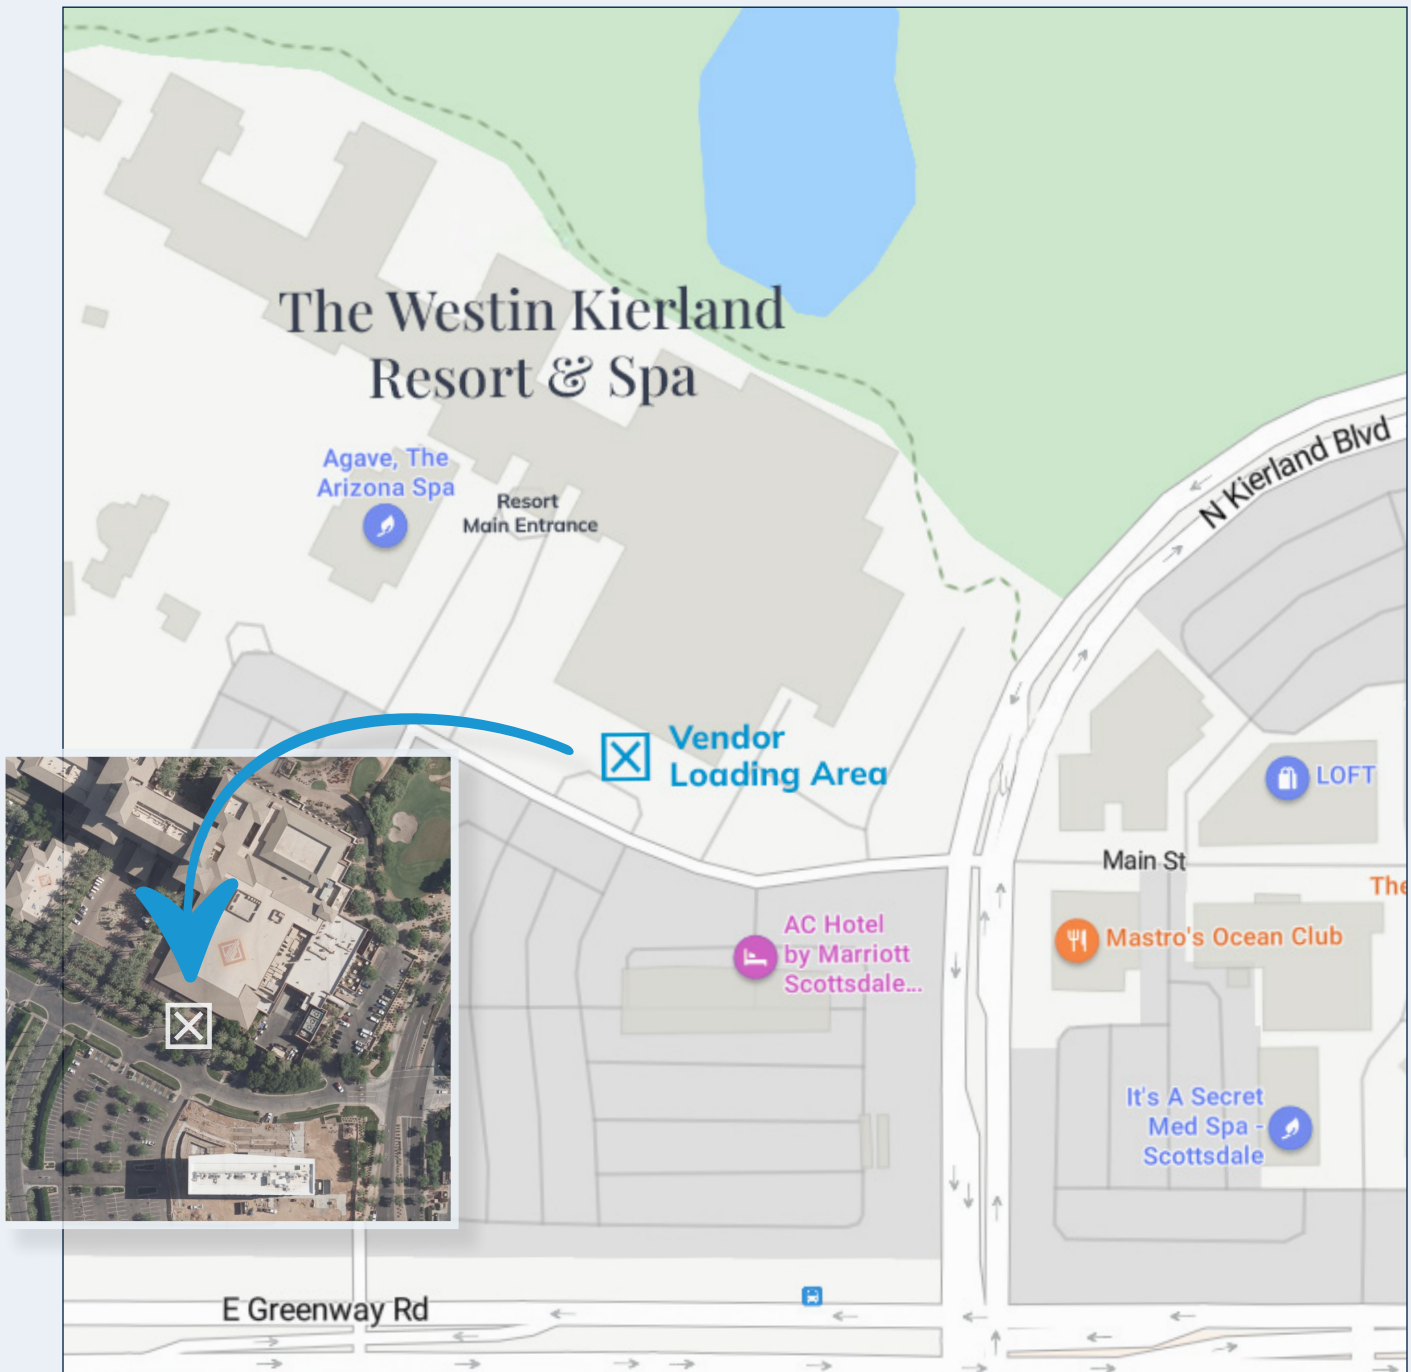 The Westin Kierland
Resort & Spa
N Kierland Blvd
Agave, The
Arizona Spa
Resort
Main Entrance
Vendor
Loading Area
LOFT
Main St
The
AC Hotel
by Marriott
Scottsdale...
Mastro's Ocean Club
It's A Secret
Med Spa -
Scottsdale
E Greenway Rd